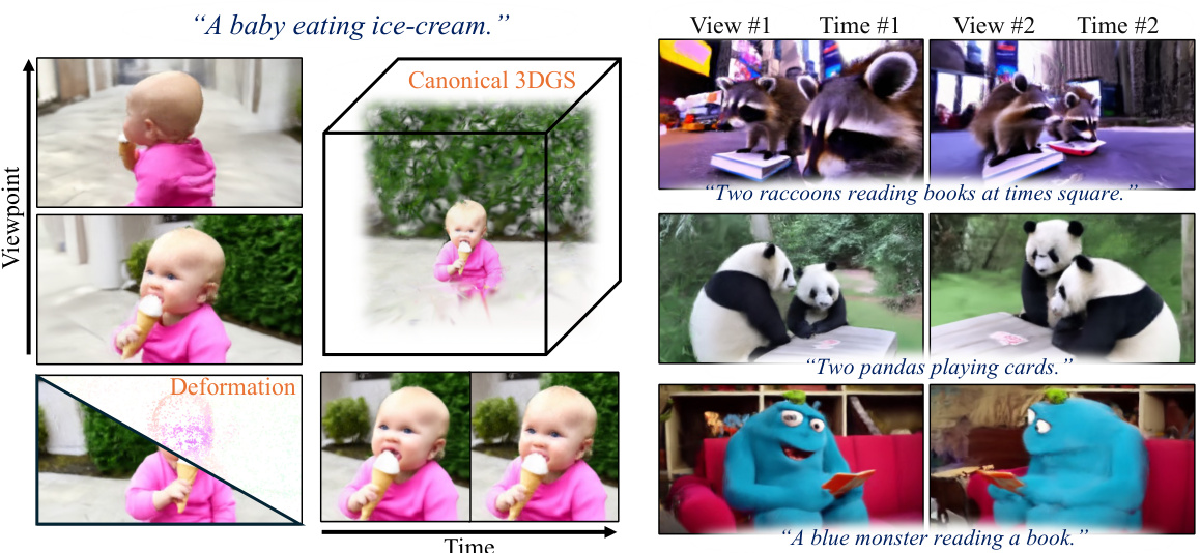 “A baby eating ice-cream.”
Viewpoint
Canonical 3DGS
Deformation
Time
View #1 Time #1 View #2 Time #2
“Two raccoons reading books at times square.”
“Two pandas playing cards.”
“A blue monster reading a book.”